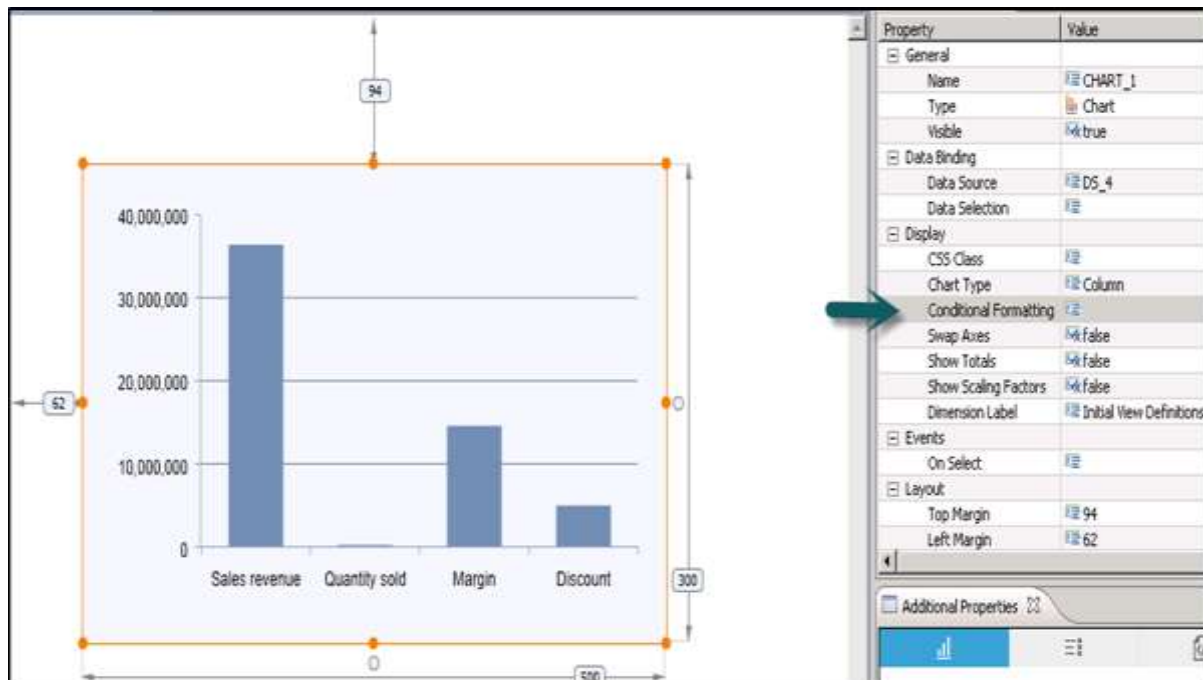 94
40,000,000
30,000,000
20,000,000
10,000,000
0
Sales revenue Quantity sold Margin Discount
62
300
500
Property Value
General
Name CHART_1
Type Chart
Visible true
Data Binding
Data Source DS_4
Data Selection
Display
CSS Class
Chart Type Column
Conditional Formatting
Swap Axes false
Show Totals false
Show Scaling Factors false
Dimension Label Initial View Definitions
Events
On Select
Layout
Top Margin 94
Left Margin 62
Additional Properties